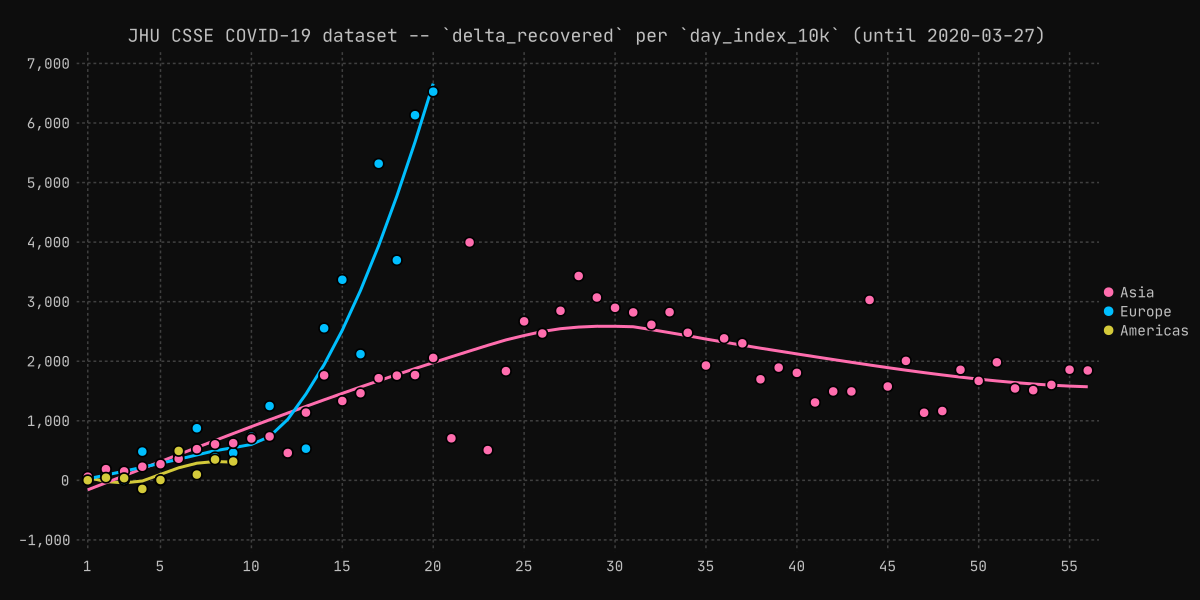 JHU CSSE COVID-19 dataset -- `delta_recovered` per `day_index_10k` (until 2020-03-27)
7,000
6,000
5,000
4,000
3,000
2,000
1,000
0
-1,000
1 5 10 15 20 25 30 35 40 45 50 55
Asia
Europe
Americas